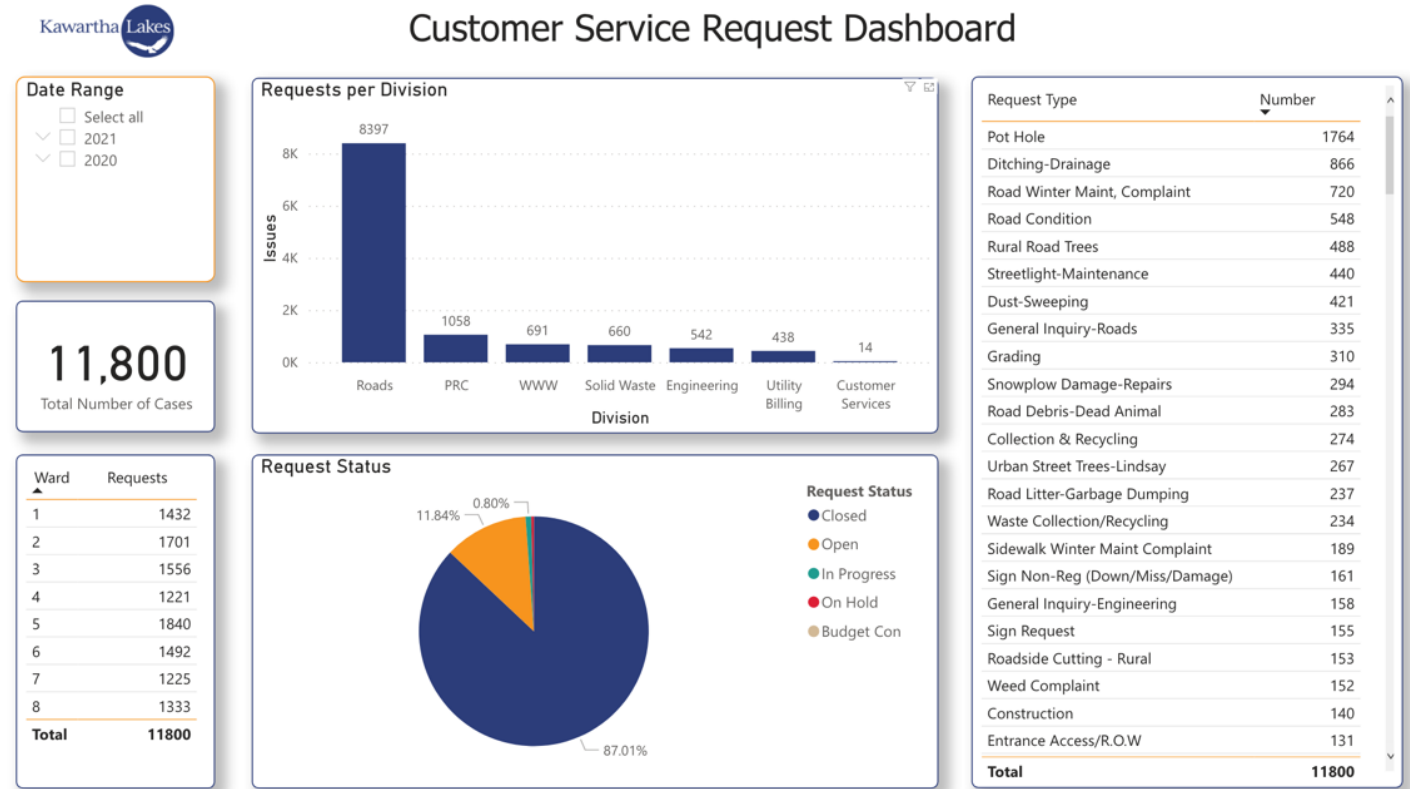 Kawartha Lakes
Customer Service Request Dashboard
Date Range
Select all
2021
2020
11,800
Total Number of Cases
Ward Requests
1 1432
2 1701
3 1556
4 1221
5 1840
6 1492
7 1225
8 1333
Total 11800
Requests per Division
Issues
8K
6K
4K
2K
0K
8397
1058
691
660
542
438
14
Roads
PRC
WWW
Solid Waste
Engineering
Utility
Billing
Customer
Services
Division
Request Status
0.80%
11.84%
87.01%
Request Status
Closed
Open
In Progress
On Hold
Budget Con
Request Type Number
Pot Hole 1764
Ditching-Drainage 866
Road Winter Maint, Complaint 720
Road Condition 548
Rural Road Trees 488
Streetlight-Maintenance 440
Dust-Sweeping 421
General Inquiry-Roads 335
Grading 310
Snowplow Damage-Repairs 294
Road Debris-Dead Animal 283
Collection & Recycling 274
Urban Street Trees-Lindsay 267
Road Litter-Garbage Dumping 237
Waste Collection/Recycling 234
Sidewalk Winter Maint Complaint 189
Sign Non-Reg (Down/Miss/Damage) 161
General Inquiry-Engineering 158
Sign Request 155
Roadside Cutting - Rural 153
Weed Complaint 152
Construction 140
Entrance Access/R.O.W 131
Total 11800